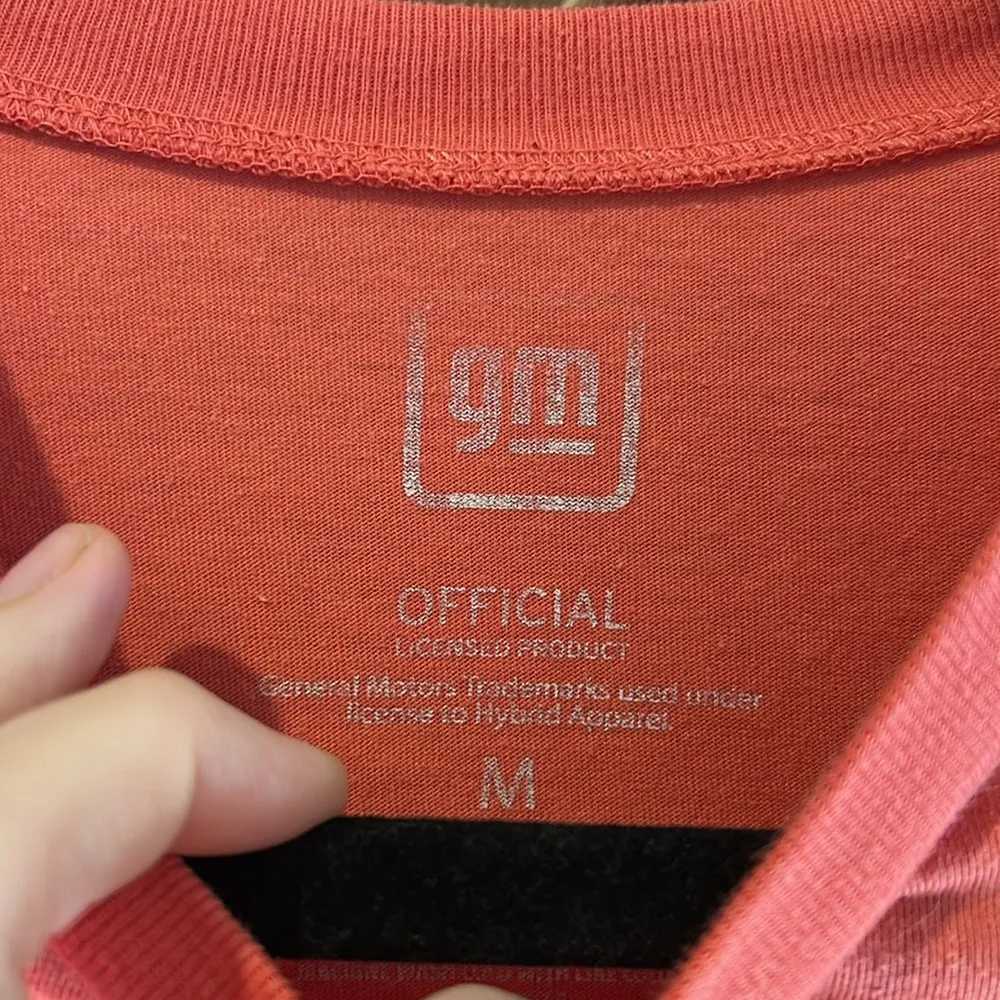 gm
OFFICIAL
LICENSED PRODUCT
General Motors Trademarks used under
license to Hybrid Apparel.
M